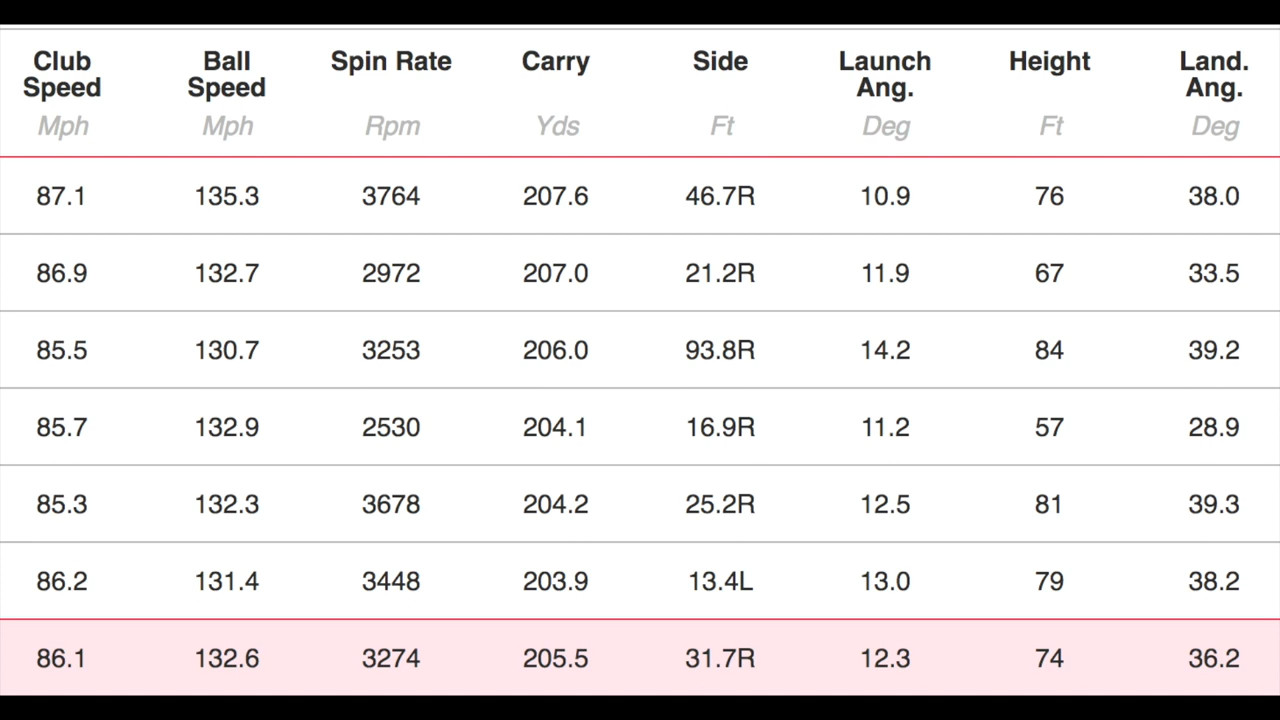 Club Speed Ball Speed Spin Rate Carry Side Launch Ang. Height Land. Ang.
Mph Mph Rpm Yds Ft Deg Ft Deg
87.1 135.3 3764 207.6 46.7R 10.9 76 38.0
86.9 132.7 2972 207.0 21.2R 11.9 67 33.5
85.5 130.7 3253 206.0 93.8R 14.2 84 39.2
85.7 132.9 2530 204.1 16.9R 11.2 57 28.9
85.3 132.3 3678 204.2 25.2R 12.5 81 39.3
86.2 131.4 3448 203.9 13.4L 13.0 79 38.2
86.1 132.6 3274 205.5 31.7R 12.3 74 36.2